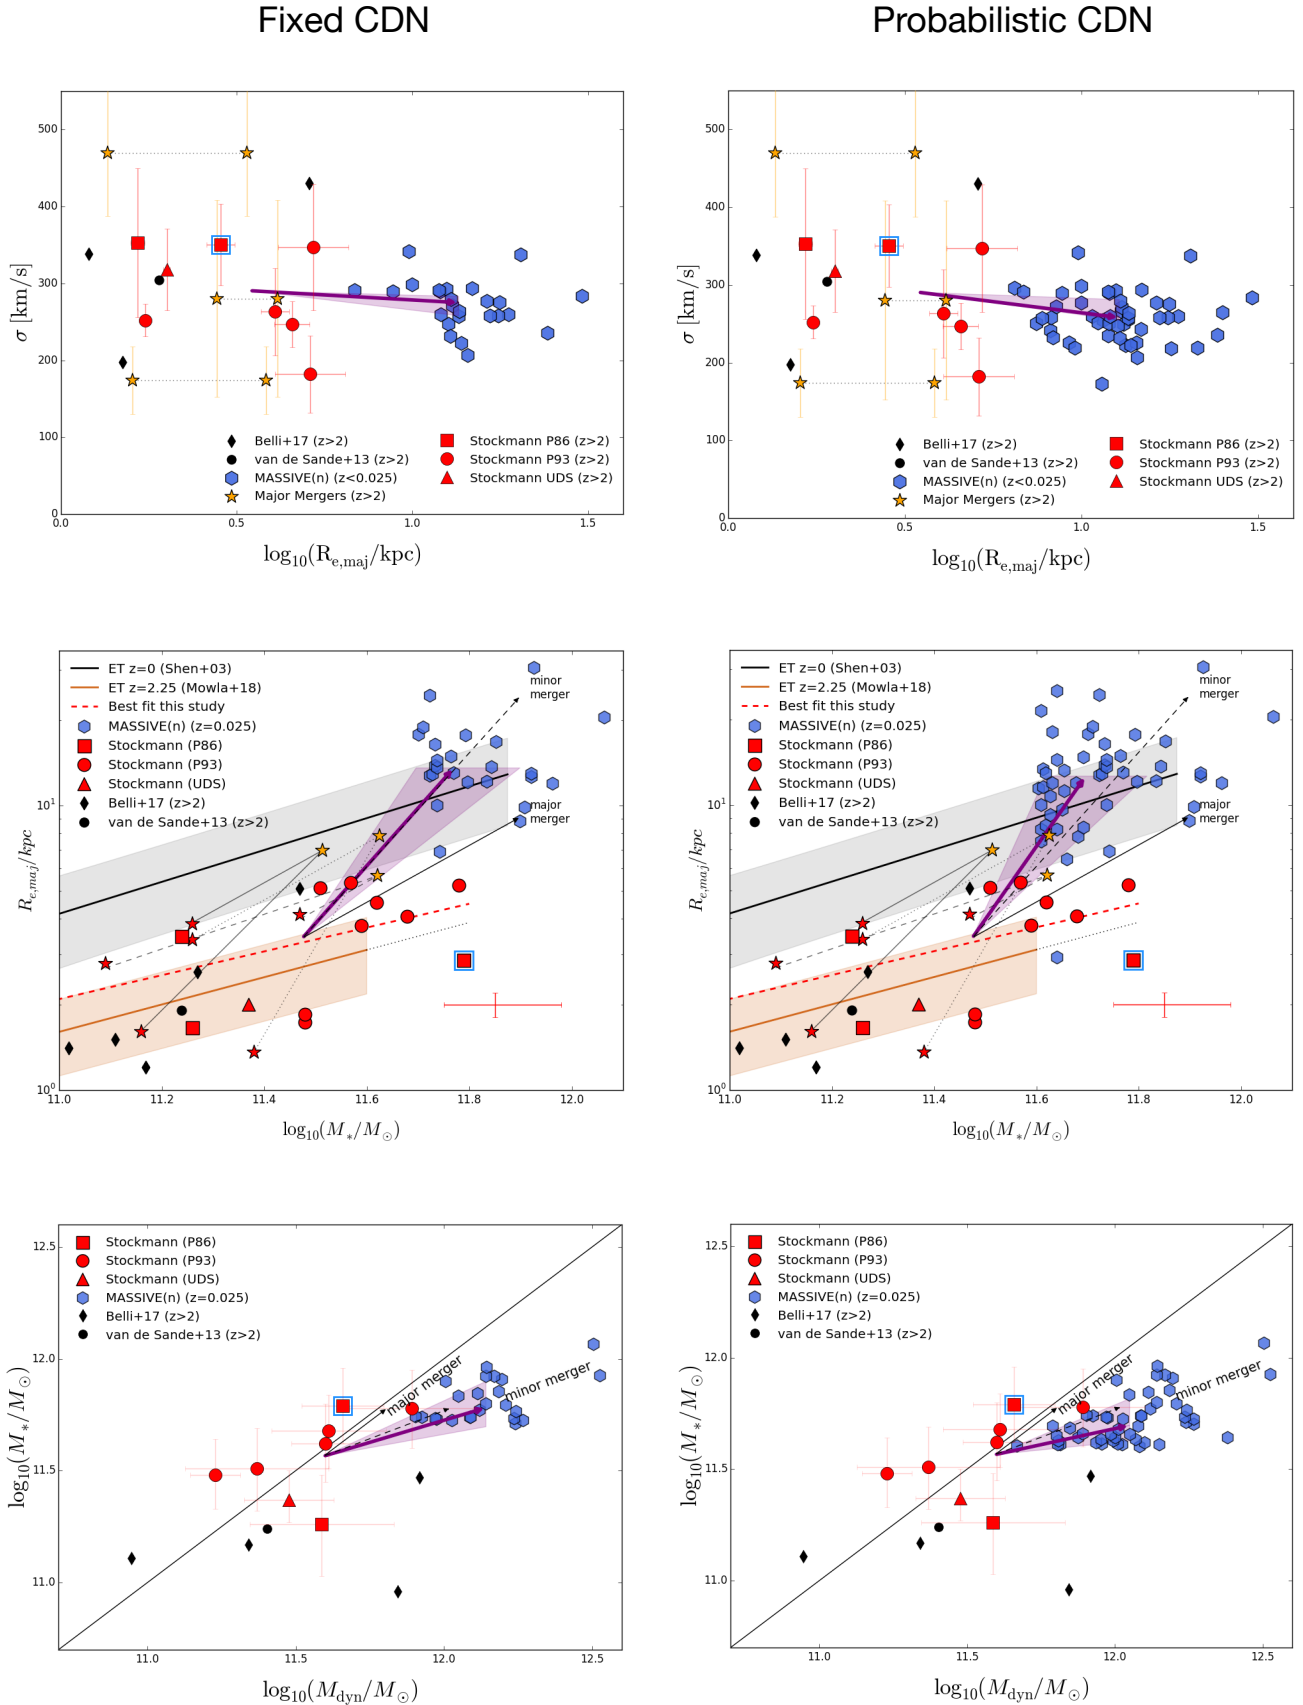 Fixed CDN
Probabilistic CDN
500
400
300
200
100
0
0.0
0.5
1.0
1.5
σ [km/s]
log₁₀(Rₑ,ₘₐⱼ/kpc)
Belli+17 (z>2)
van de Sande+13 (z>2)
MASSIVE(n) (z<0.025)
Major Mergers (z>2)
Stockmann P86 (z>2)
Stockmann P93 (z>2)
Stockmann UDS (z>2)
500
400
300
200
100
0
0.0
0.5
1.0
1.5
σ [km/s]
log₁₀(Rₑ,ₘₐⱼ/kpc)
Belli+17 (z>2)
van de Sande+13 (z>2)
MASSIVE(n) (z<0.025)
Major Mergers (z>2)
Stockmann P86 (z>2)
Stockmann P93 (z>2)
Stockmann UDS (z>2)
ET z=0 (Shen+03)
ET z=2.25 (Mowla+18)
Best fit this study
MASSIVE(n) (z=0.025)
Stockmann (P86)
Stockmann (P93)
Stockmann (UDS)
Belli+17 (z>2)
van de Sande+13 (z>2)
minor
merger
major
merger
10¹
10⁰
11.0
11.2
11.4
11.6
11.8
12.0
Rₑ,ₘₐⱼ/kpc
log₁₀(M*/M⊙)
ET z=0 (Shen+03)
ET z=2.25 (Mowla+18)
Best fit this study
MASSIVE(n) (z=0.025)
Stockmann (P86)
Stockmann (P93)
Stockmann (UDS)
Belli+17 (z>2)
van de Sande+13 (z>2)
minor
merger
major
merger
10¹
10⁰
11.0
11.2
11.4
11.6
11.8
12.0
Rₑ,ₘₐⱼ/kpc
log₁₀(M*/M⊙)
Stockmann (P86)
Stockmann (P93)
Stockmann (UDS)
MASSIVE(n) (z=0.025)
Belli+17 (z>2)
van de Sande+13 (z>2)
major merger
minor merger
12.5
12.0
11.5
11.0
11.0
11.5
12.0
12.5
log₁₀(M*/M⊙)
log₁₀(M_dyn/M⊙)
Stockmann (P86)
Stockmann (P93)
Stockmann (UDS)
MASSIVE(n) (z=0.025)
Belli+17 (z>2)
van de Sande+13 (z>2)
major merger
minor merger
12.5
12.0
11.5
11.0
11.0
11.5
12.0
12.5
log₁₀(M*/M⊙)
log₁₀(M_dyn/M⊙)